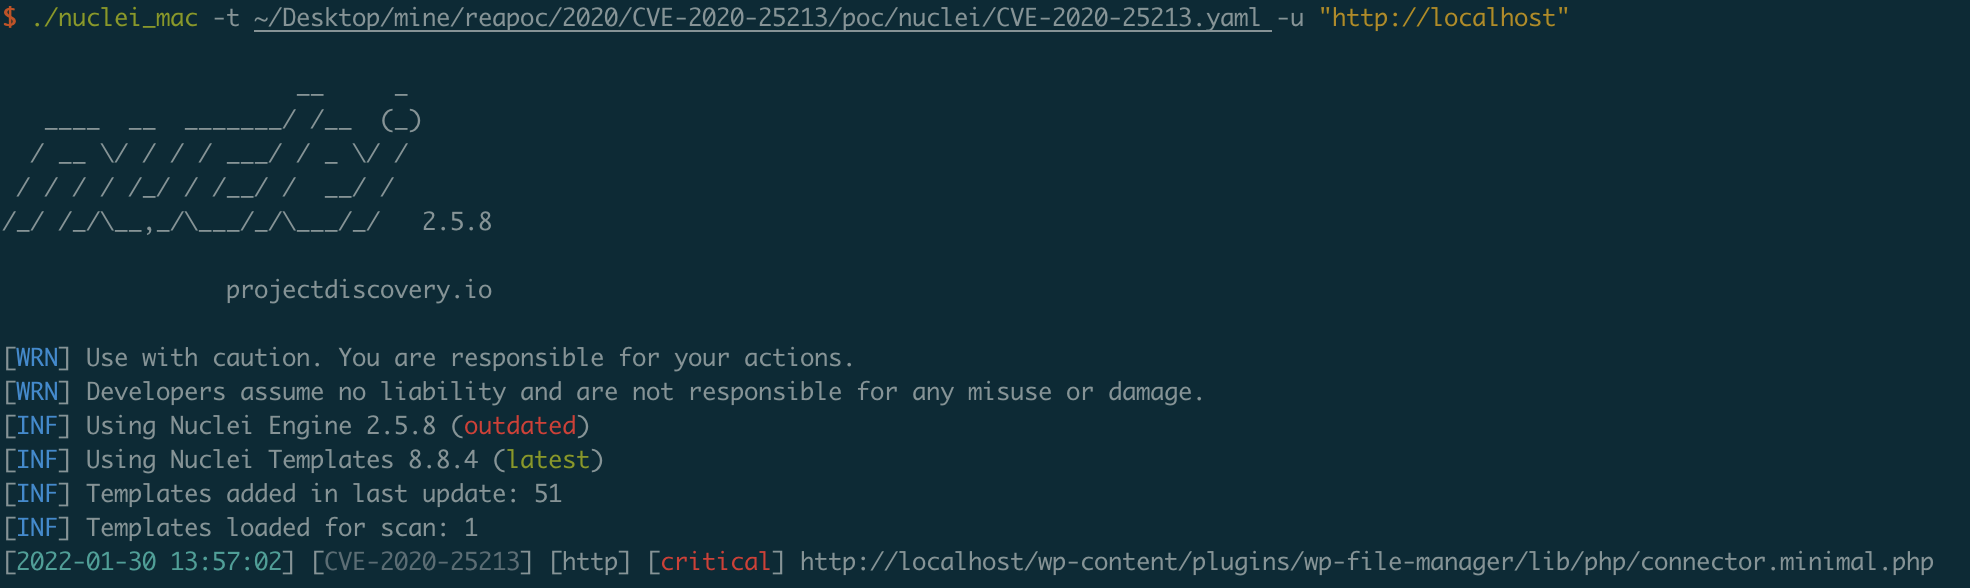 $ ./nuclei_mac -t ~/Desktop/mine/reapoc/2020/CVE-2020-25213/poc/nuclei/CVE-2020-25213.yaml -u "http://localhost"
                     __     _
   ____  __  _______/ /__  (_)
  / __ \/ / / / ___/ / _ \/ /
 / / / / /_/ / /__/ /  __/ /
/_/ /_/\__,_/\___/_/\___/_/   2.5.8
projectdiscovery.io
[WRN] Use with caution. You are responsible for your actions.
[WRN] Developers assume no liability and are not responsible for any misuse or damage.
[INF] Using Nuclei Engine 2.5.8 (outdated)
[INF] Using Nuclei Templates 8.8.4 (latest)
[INF] Templates added in last update: 51
[INF] Templates loaded for scan: 1
[2022-01-30 13:57:02] [CVE-2020-25213] [http] [critical] http://localhost/wp-content/plugins/wp-file-manager/lib/php/connector.minimal.php